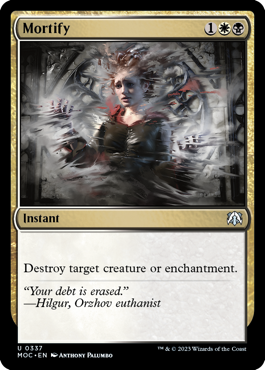 Mortify 1
Instant
Destroy target creature or enchantment.
“Your debt is erased.”
—Hilgur, Orzhov euthanist
U 0337
MOC • EN Anthony Palumbo ™ & © 2023 Wizards of the Coast